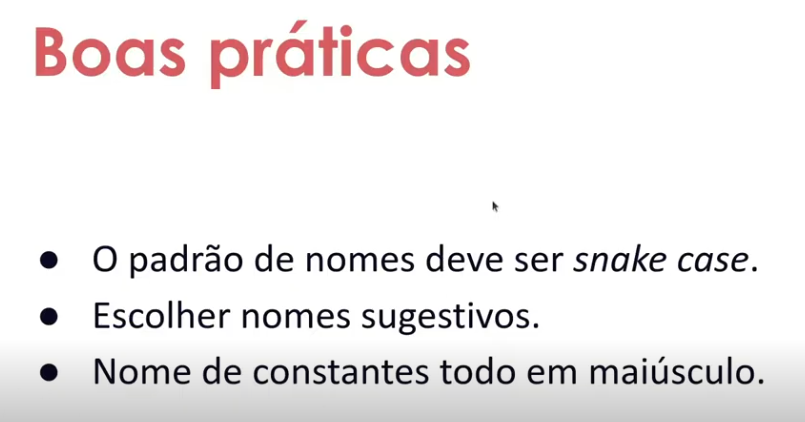 Boas práticas
● O padrão de nomes deve ser snake case.
● Escolher nomes sugestivos.
● Nome de constantes todo em maiúsculo.